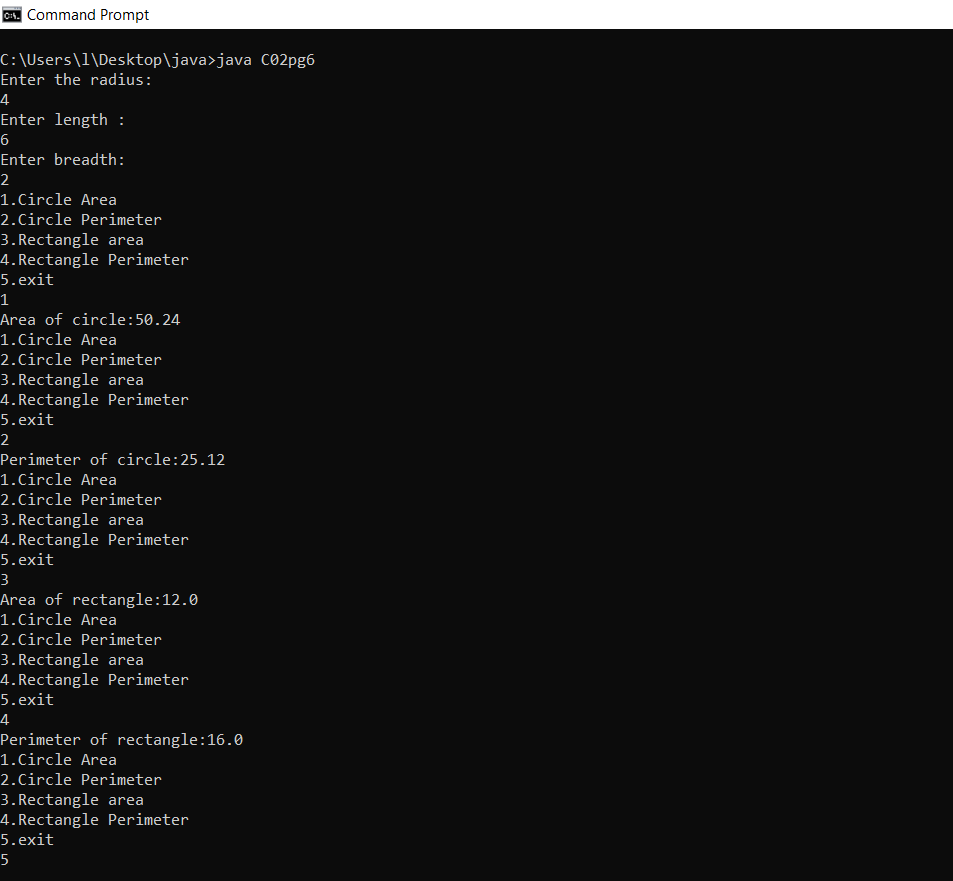 Command Prompt
C:\Users\l\Desktop\java>java C02pg6
Enter the radius:
4
Enter length :
6
Enter breadth:
2
1.Circle Area
2.Circle Perimeter
3.Rectangle area
4.Rectangle Perimeter
5.exit
1
Area of circle:50.24
1.Circle Area
2.Circle Perimeter
3.Rectangle area
4.Rectangle Perimeter
5.exit
2
Perimeter of circle:25.12
1.Circle Area
2.Circle Perimeter
3.Rectangle area
4.Rectangle Perimeter
5.exit
3
Area of rectangle:12.0
1.Circle Area
2.Circle Perimeter
3.Rectangle area
4.Rectangle Perimeter
5.exit
4
Perimeter of rectangle:16.0
1.Circle Area
2.Circle Perimeter
3.Rectangle area
4.Rectangle Perimeter
5.exit
5